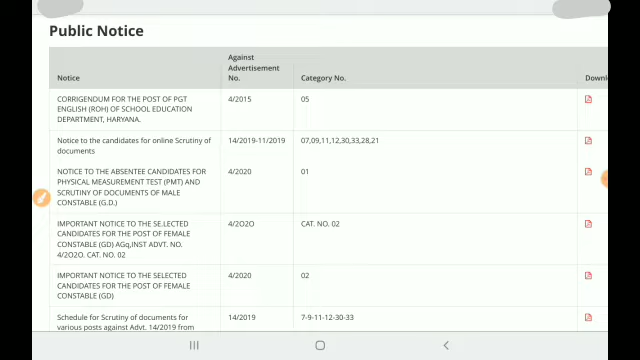 Public Notice
Against
Advertisement
Notice No. Category No. Downl
CORRIGENDUM FOR THE POST OF PGT 4/2015 05
ENGLISH (ROH) OF SCHOOL EDUCATION
DEPARTMENT, HARYANA.
Notice to the candidates for online Scrutiny of 14/2019-11/2019 07,09,11,12,30,33,28,21
documents
NOTICE TO THE ABSENTEE CANDIDATES FOR 4/2020 01
PHYSICAL MEASUREMENT TEST (PMT) AND
SCRUTINY OF DOCUMENTS OF MALE
CONSTABLE (G.D.)
IMPORTANT NOTICE TO THE SE.LECTED 4/2O2O CAT. NO. 02
CANDIDATES FOR THE POST OF FEMALE
CONSTABLE (GD) AGq,INST ADVT. NO.
4/2O2O. CAT. NO. 02
IMPORTANT NOTICE TO THE SELECTED 4/2020 02
CANDIDATES FOR THE POST OF FEMALE
CONSTABLE (GD)
Schedule for Scrutiny of documents for 14/2019 7-9-11-12-30-33
various posts against Advt. 14/2019 from